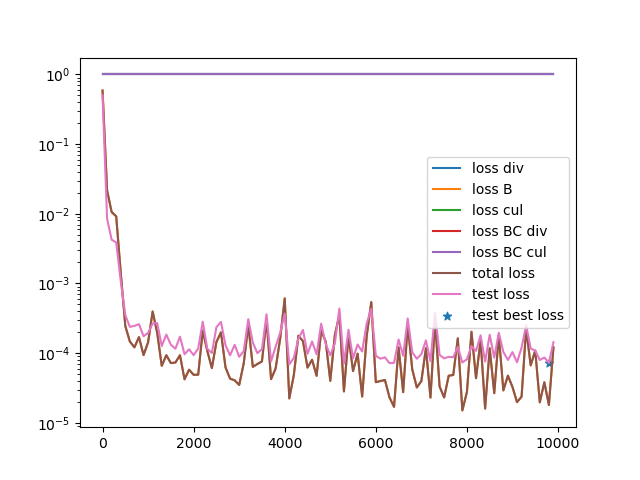 10⁰
10⁻¹
10⁻²
10⁻³
10⁻⁴
10⁻⁵
0
2000
4000
6000
8000
10000
loss div
loss B
loss cul
loss BC div
loss BC cul
total loss
test loss
test best loss